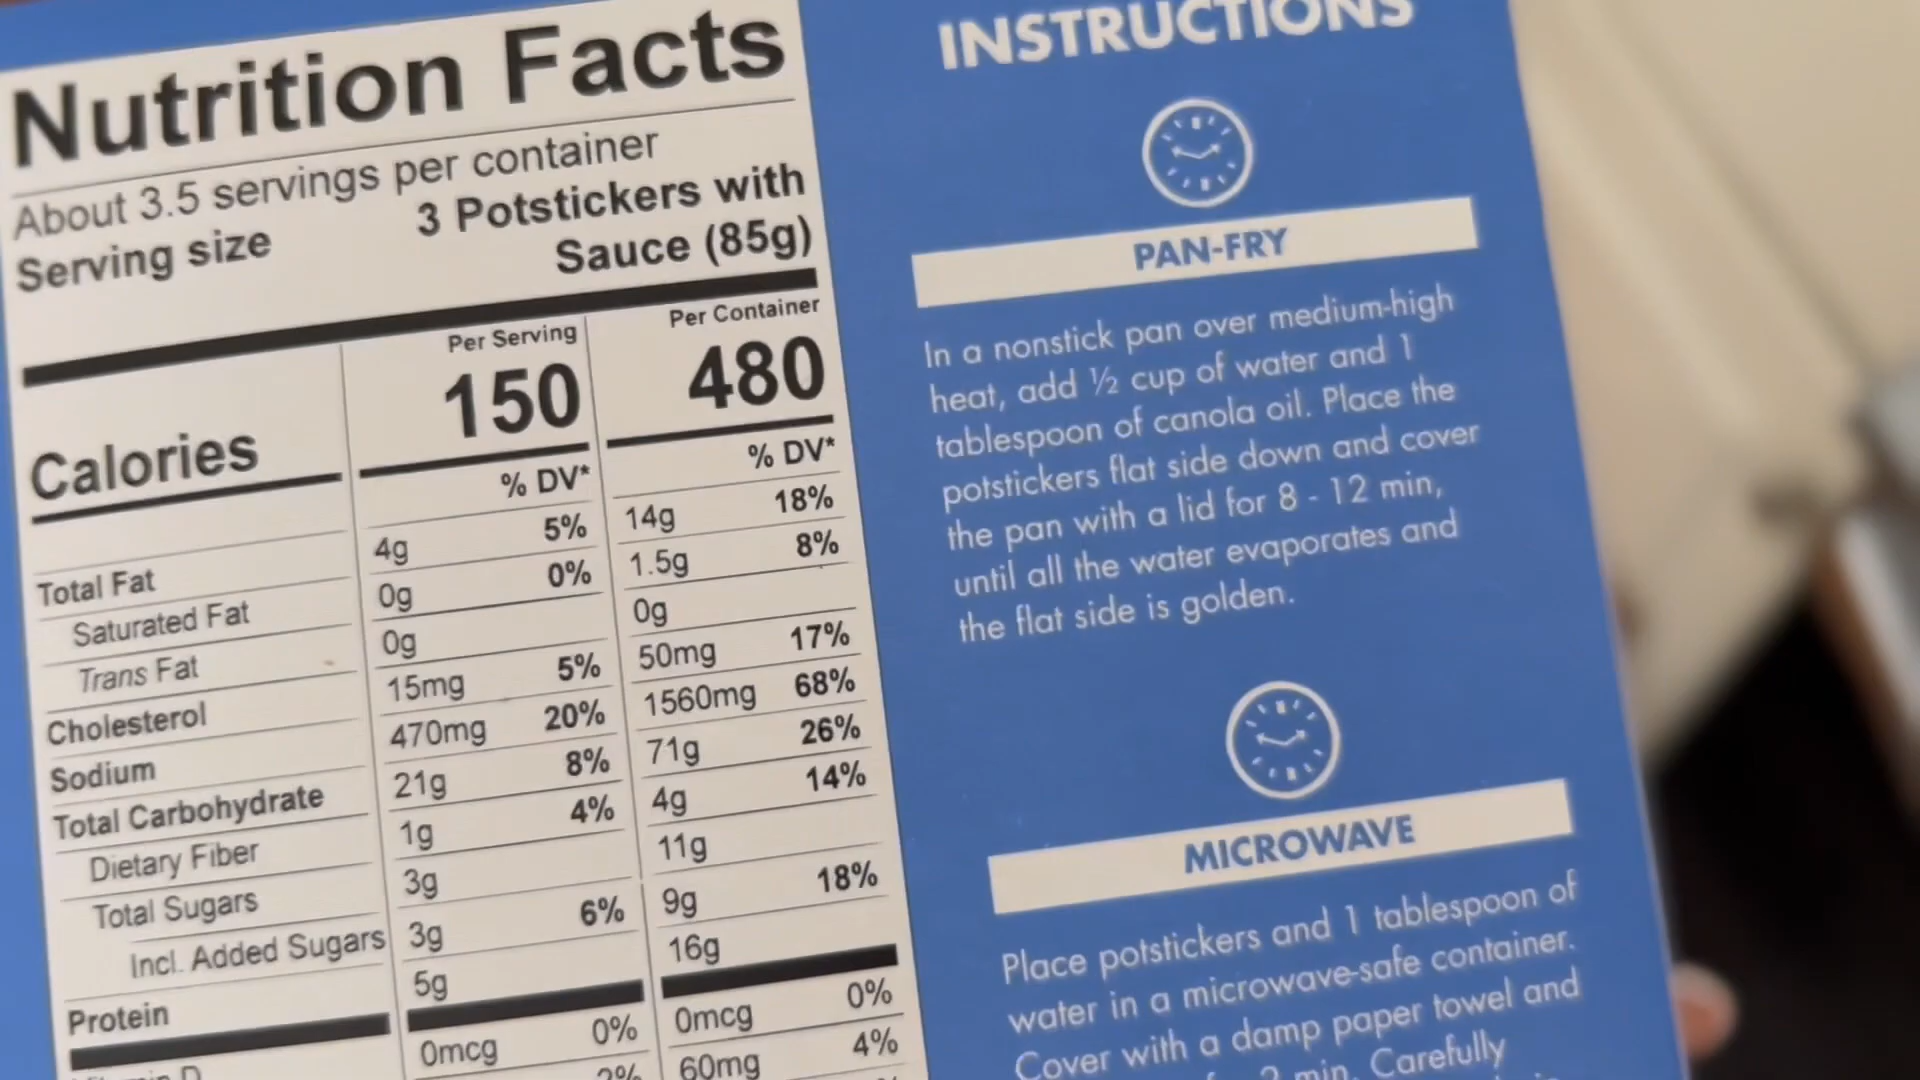 Nutrition Facts
About 3.5 servings per container
Serving size 3 Potstickers with
Sauce (85g)
Per Serving Per Container
Calories 150 480
% DV* % DV*
Total Fat 4g 5% 14g 18%
Saturated Fat 0g 0% 1.5g 8%
Trans Fat 0g 0g
Cholesterol 15mg 5% 50mg 17%
Sodium 470mg 20% 1560mg 68%
Total Carbohydrate 21g 8% 71g 26%
Dietary Fiber 1g 4% 4g 14%
Total Sugars 3g 11g
Incl. Added Sugars 3g 6% 9g 18%
Protein 5g 16g
D 0mcg 0% 0mcg 0%
2% 60mg 4%
INSTRUCTIONS
PAN-FRY
In a nonstick pan over medium-high
heat, add ½ cup of water and 1
tablespoon of canola oil. Place the
potstickers flat side down and cover
the pan with a lid for 8 - 12 min,
until all the water evaporates and
the flat side is golden.
MICROWAVE
Place potstickers and 1 tablespoon of
water in a microwave-safe container.
Cover with a damp paper towel and
2 min. Carefully